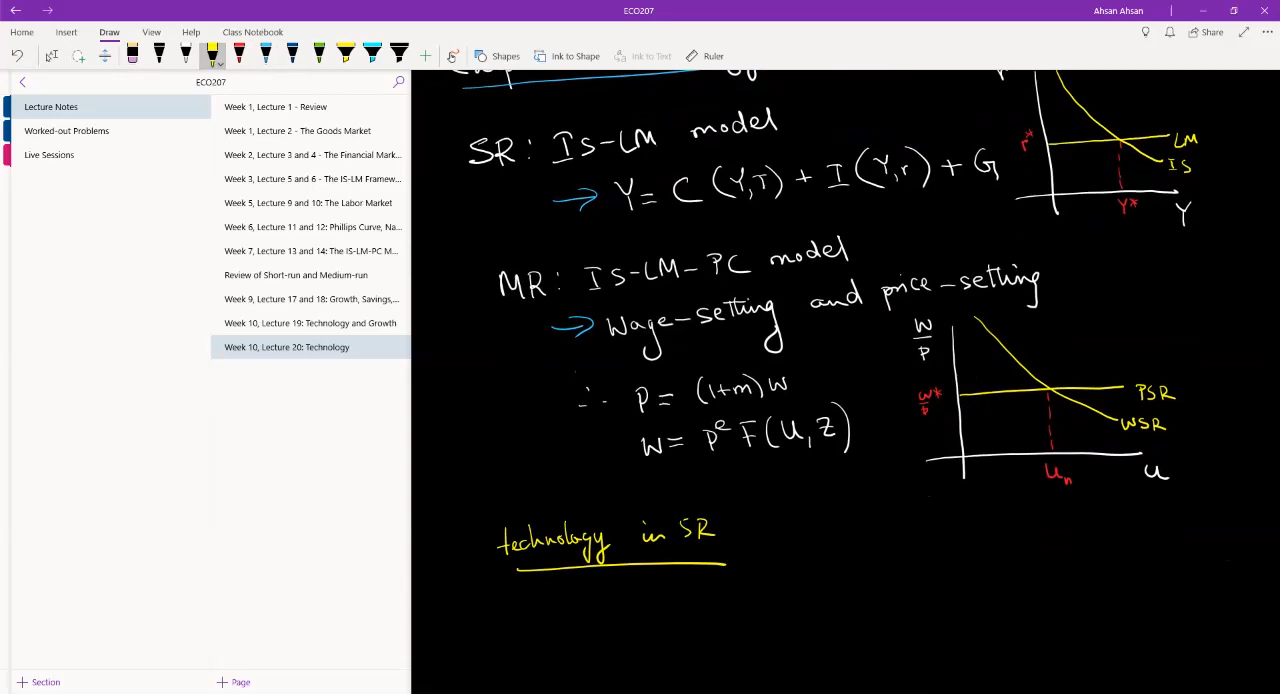 ECO207
Ahsan Ahsan
Home Insert Draw View Help Class Notebook
Share
Shapes Ink to Shape Ink to Text Ruler
ECO207
Lecture Notes
Worked-out Problems
Live Sessions
Week 1, Lecture 1 - Review
Week 1, Lecture 2 - The Goods Market
Week 2, Lecture 3 and 4 - The Financial Mark...
Week 3, Lecture 5 and 6 - The IS-LM Framew...
Week 5, Lecture 9 and 10: The Labor Market
Week 6, Lecture 11 and 12: Phillips Curve, Na...
Week 7, Lecture 13 and 14: The IS-LM-PC M...
Review of Short-run and Medium-run
Week 9, Lecture 17 and 18: Growth, Savings,...
Week 10, Lecture 19: Technology and Growth
Week 10, Lecture 20: Technology
+ Section
+ Page
SR: IS-LM model
→ Y = C (Y,T) + I (Y,r) + G
r*
LM
IS
Y*
Y
MR: IS-LM-PC model
→ Wage-setting and price-setting
∴ P = (1+m) W
W = Pᵉ F(u, z)
W/P
W*/P
PSR
WSR
uₙ
u
technology in SR